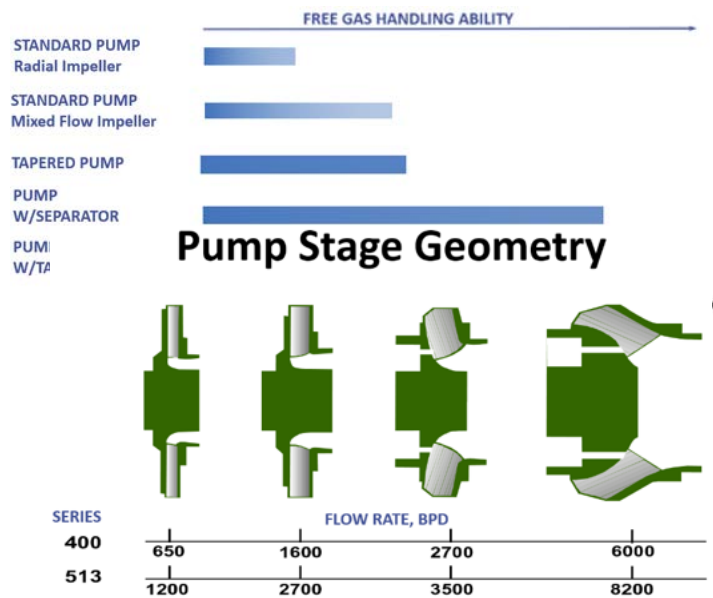 FREE GAS HANDLING ABILITY
STANDARD PUMP
Radial Impeller
STANDARD PUMP
Mixed Flow Impeller
TAPERED PUMP
PUMP
W/SEPARATOR
Pump Stage Geometry
SERIES
FLOW RATE, BPD
400
650 1600 2700 6000
513
1200 2700 3500 8200